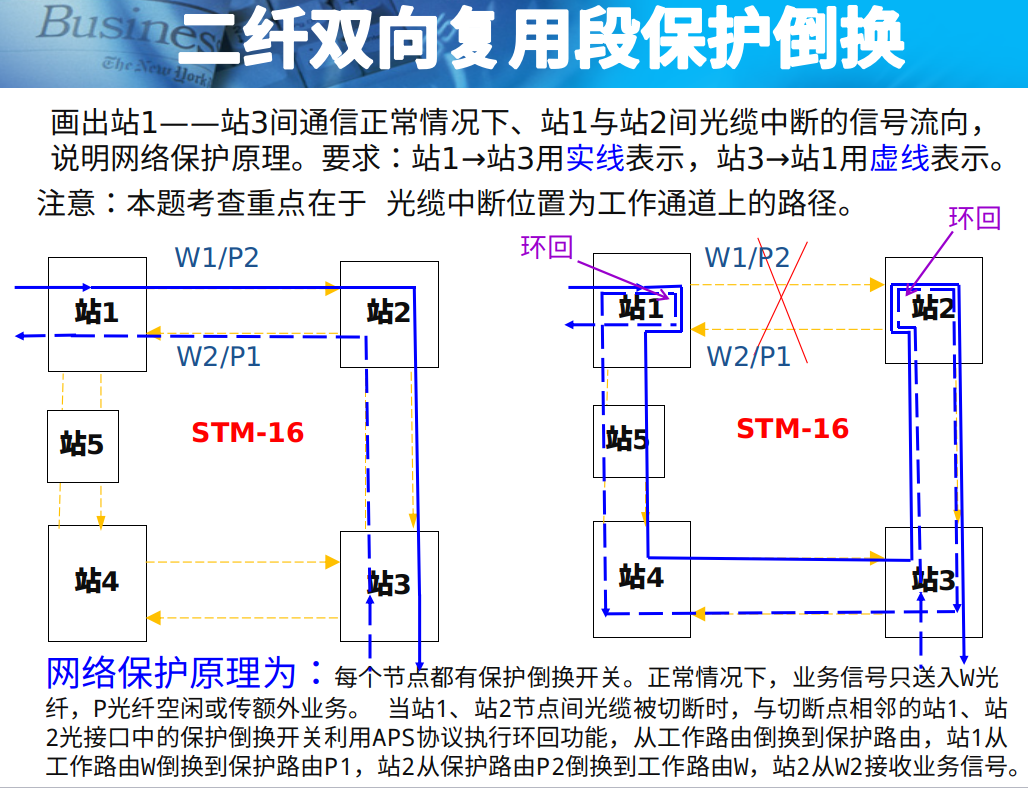 Business
The New York
二纤双向复用段保护倒换
画出站1——站3间通信正常情况下、站1与站2间光缆中断的信号流向，
说明网络保护原理。要求：站1→站3用实线表示，站3→站1用虚线表示。
注意：本题考查重点在于 光缆中断位置为工作通道上的路径。
W1/P2
站1
站2
W2/P1
站5
STM-16
站4
站3
环回
环回
W1/P2
站1
站2
W2/P1
站5
STM-16
站4
站3
网络保护原理为：每个节点都有保护倒换开关。正常情况下，业务信号只送入W光
纤，P光纤空闲或传额外业务。 当站1、站2节点间光缆被切断时，与切断点相邻的站1、站
2光接口中的保护倒换开关利用APS协议执行环回功能，从工作路由倒换到保护路由，站1从
工作路由W倒换到保护路由P1，站2从保护路由P2倒换到工作路由W，站2从W2接收业务信号。